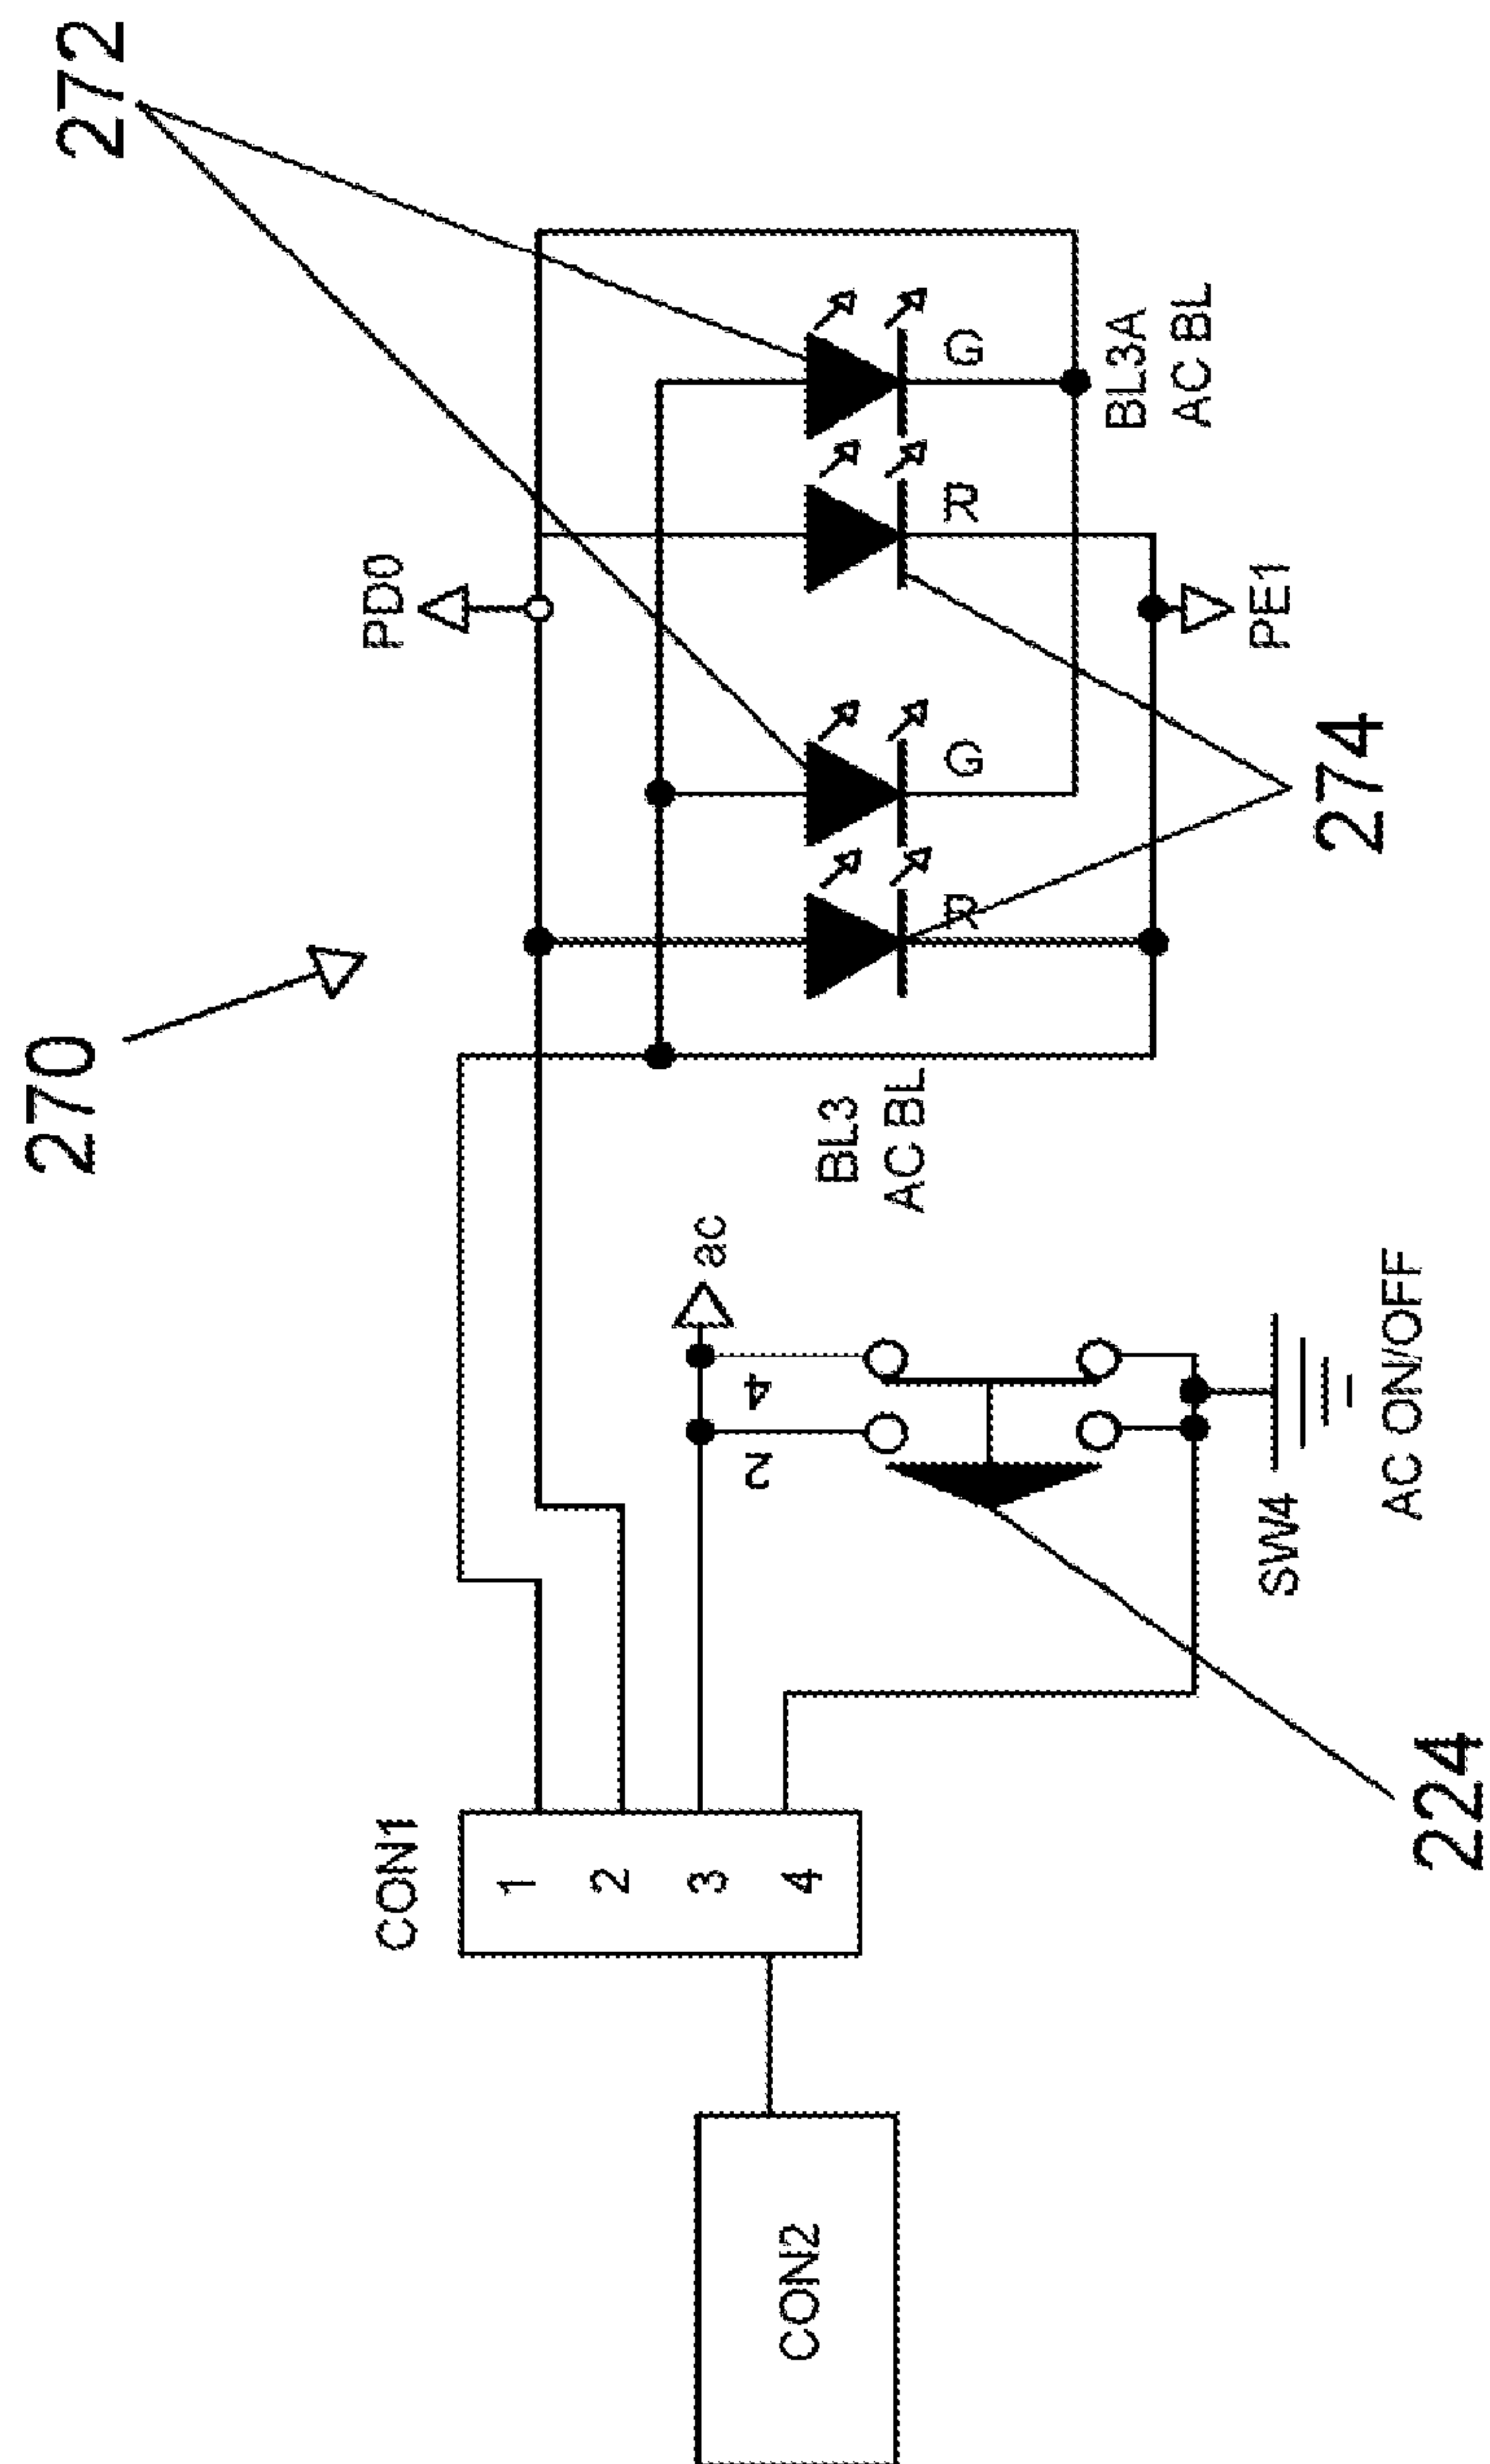 270
272
CON1
PD0
1
2
3
4
CON2
ac
2
4
BL3
AC BL
R
G
R
G
BL3A
AC BL
PE1
274
SW4
AC ON/OFF
224